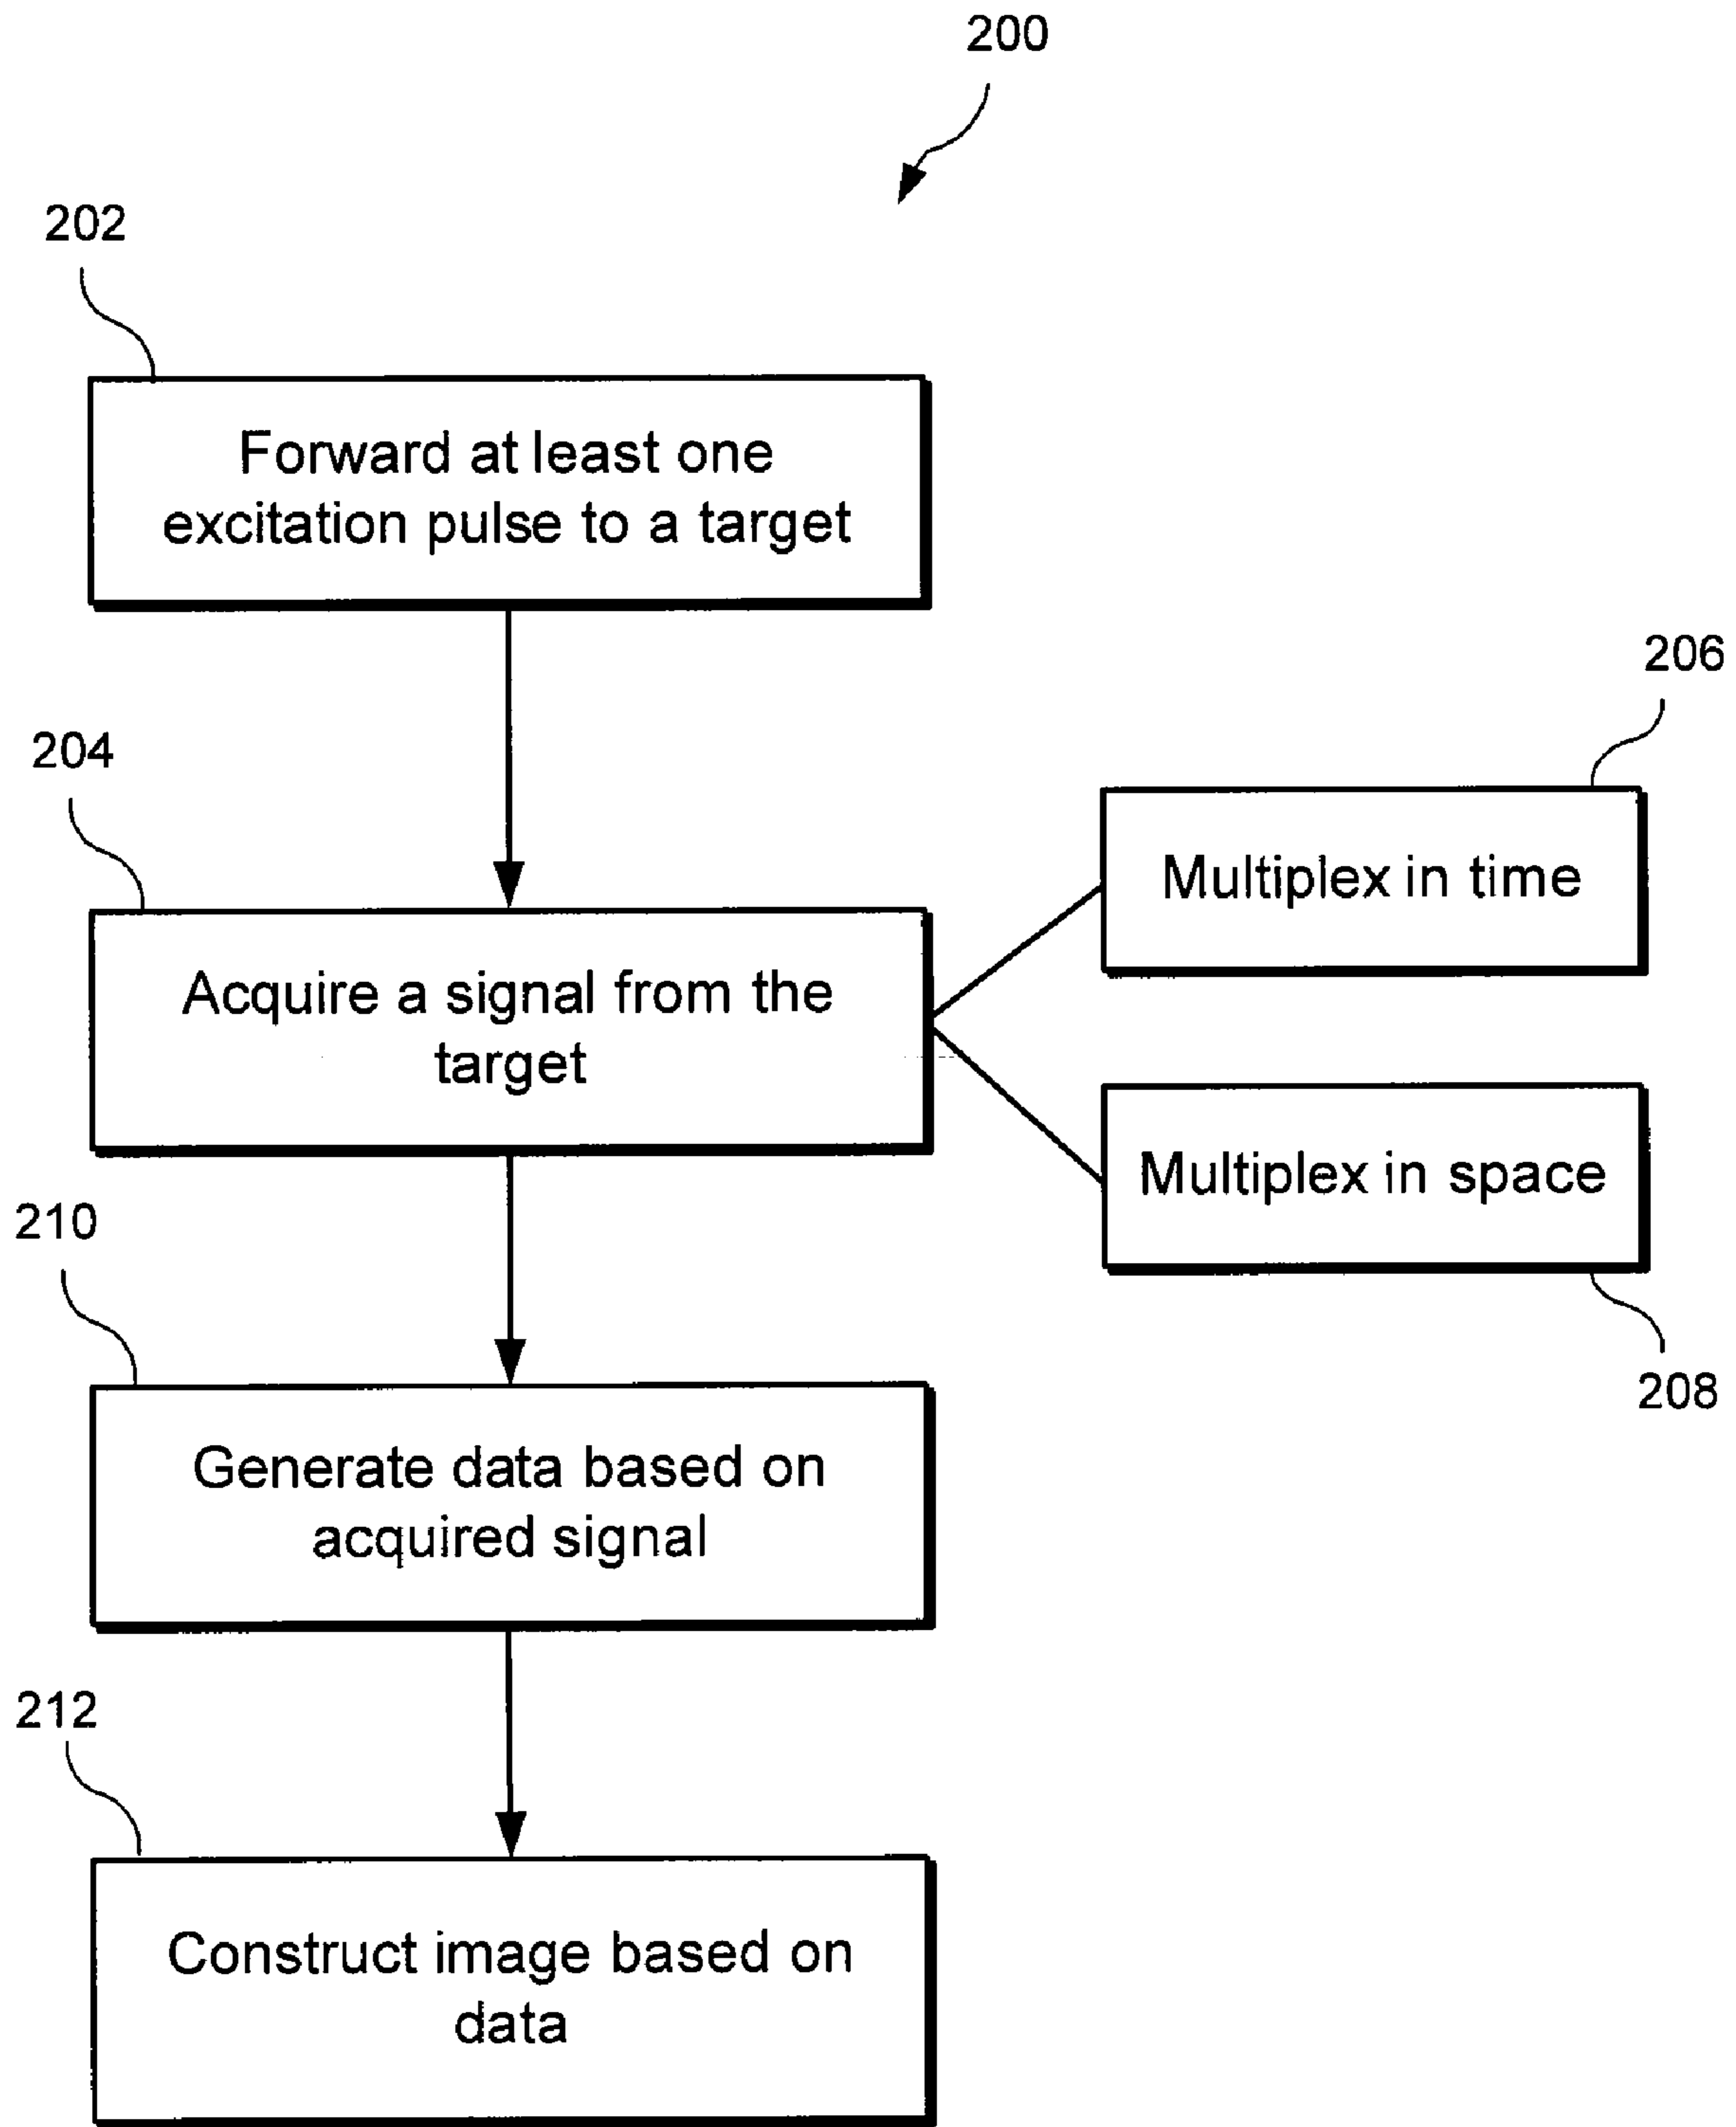 200
202
Forward at least one
excitation pulse to a target
206
204
Multiplex in time
Acquire a signal from the
target
Multiplex in space
210
208
Generate data based on
acquired signal
212
Construct image based on
data